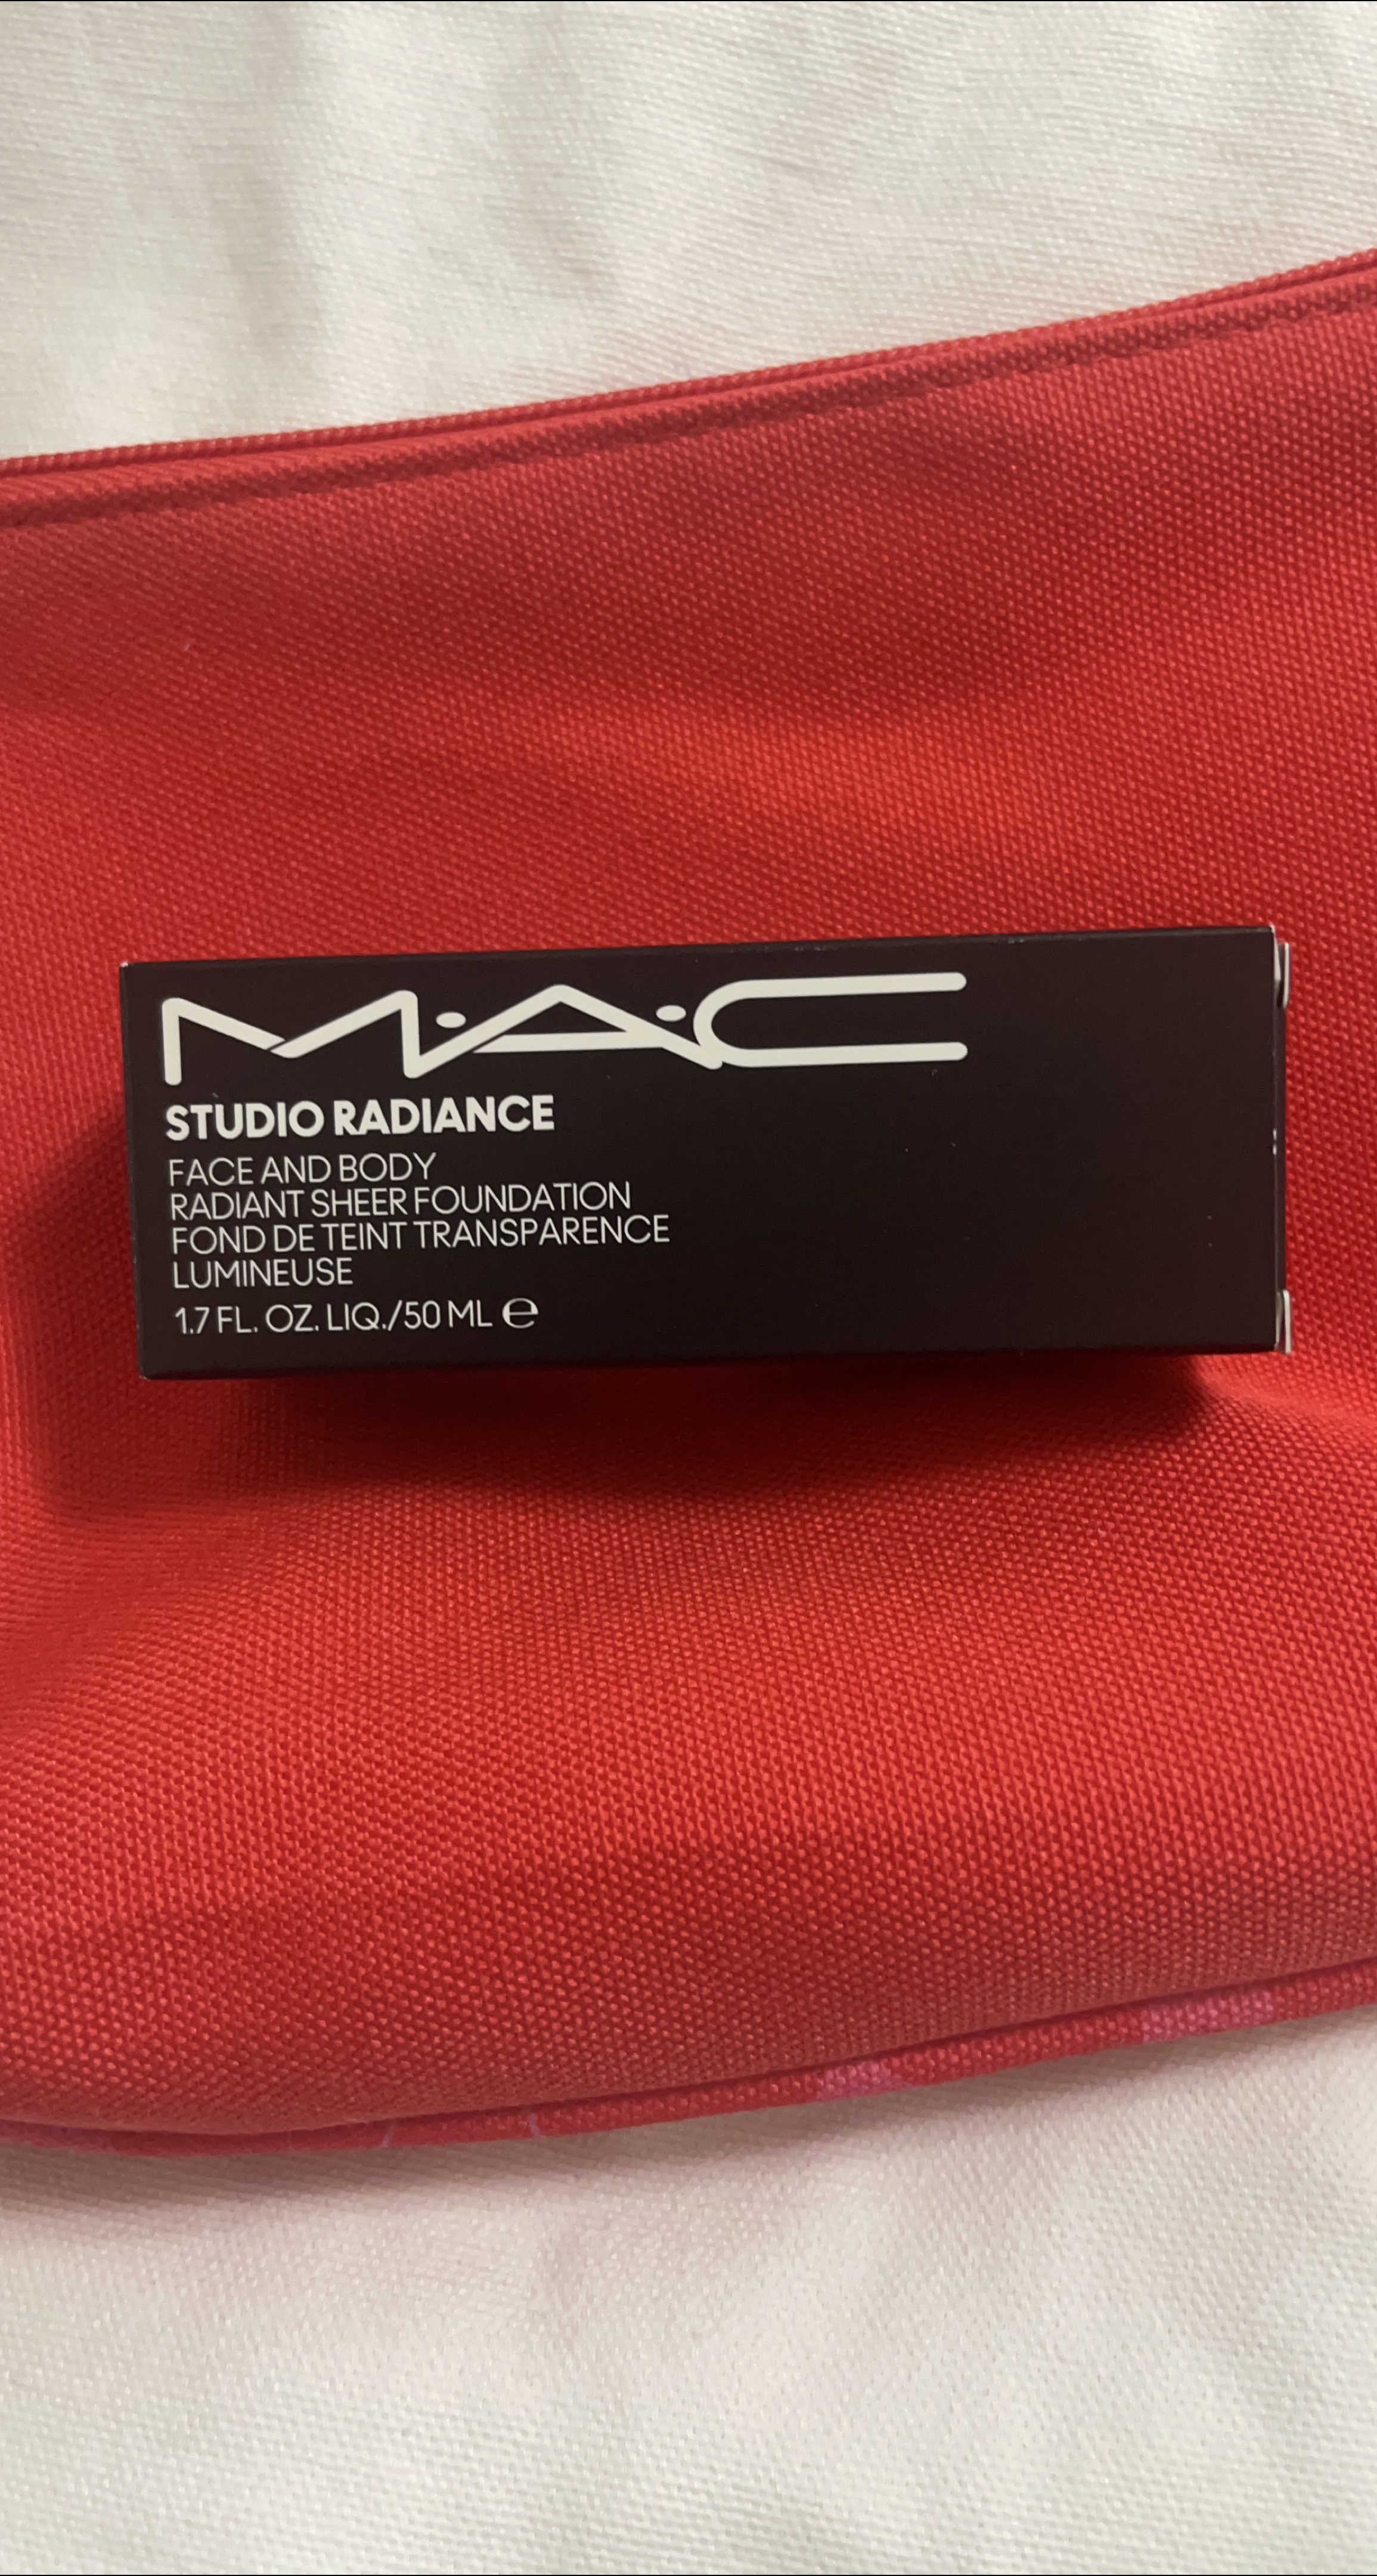 M·A·C
STUDIO RADIANCE
FACE AND BODY
RADIANT SHEER FOUNDATION
FOND DE TEINT TRANSPARENCE
LUMINEUSE
1.7 FL. OZ. LIQ./50 ML ℮